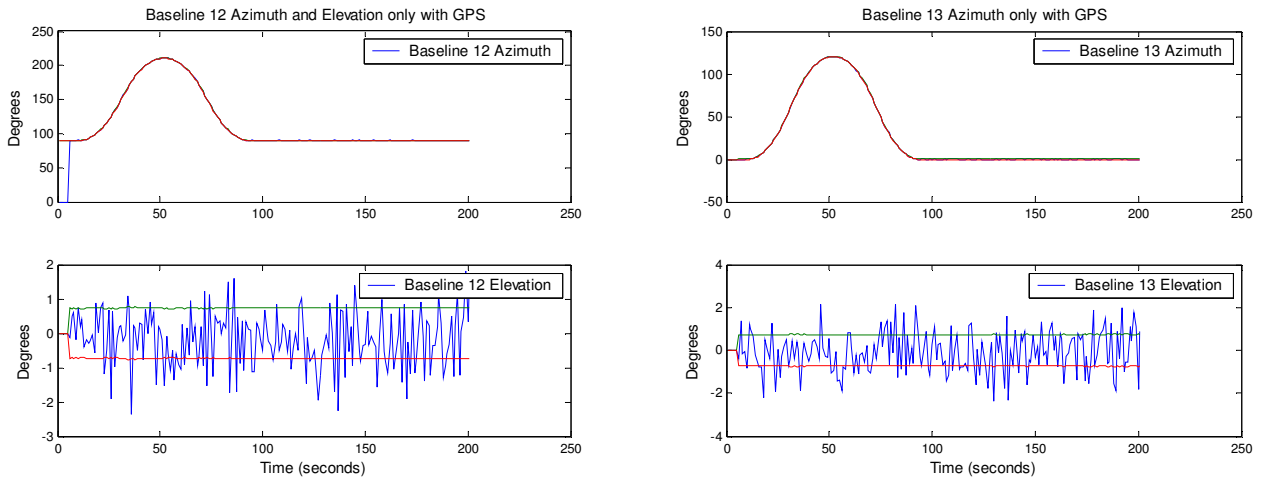 Baseline 12 Azimuth and Elevation only with GPS
250
200
150
100
50
0
Degrees
Baseline 12 Azimuth
0 50 100 150 200 250
2
1
0
-1
-2
-3
Degrees
Baseline 12 Elevation
0 50 100 150 200 250
Time (seconds)
Baseline 13 Azimuth only with GPS
150
100
50
0
-50
Degrees
Baseline 13 Azimuth
0 50 100 150 200 250
4
2
0
-2
-4
Degrees
Baseline 13 Elevation
0 50 100 150 200 250
Time (seconds)